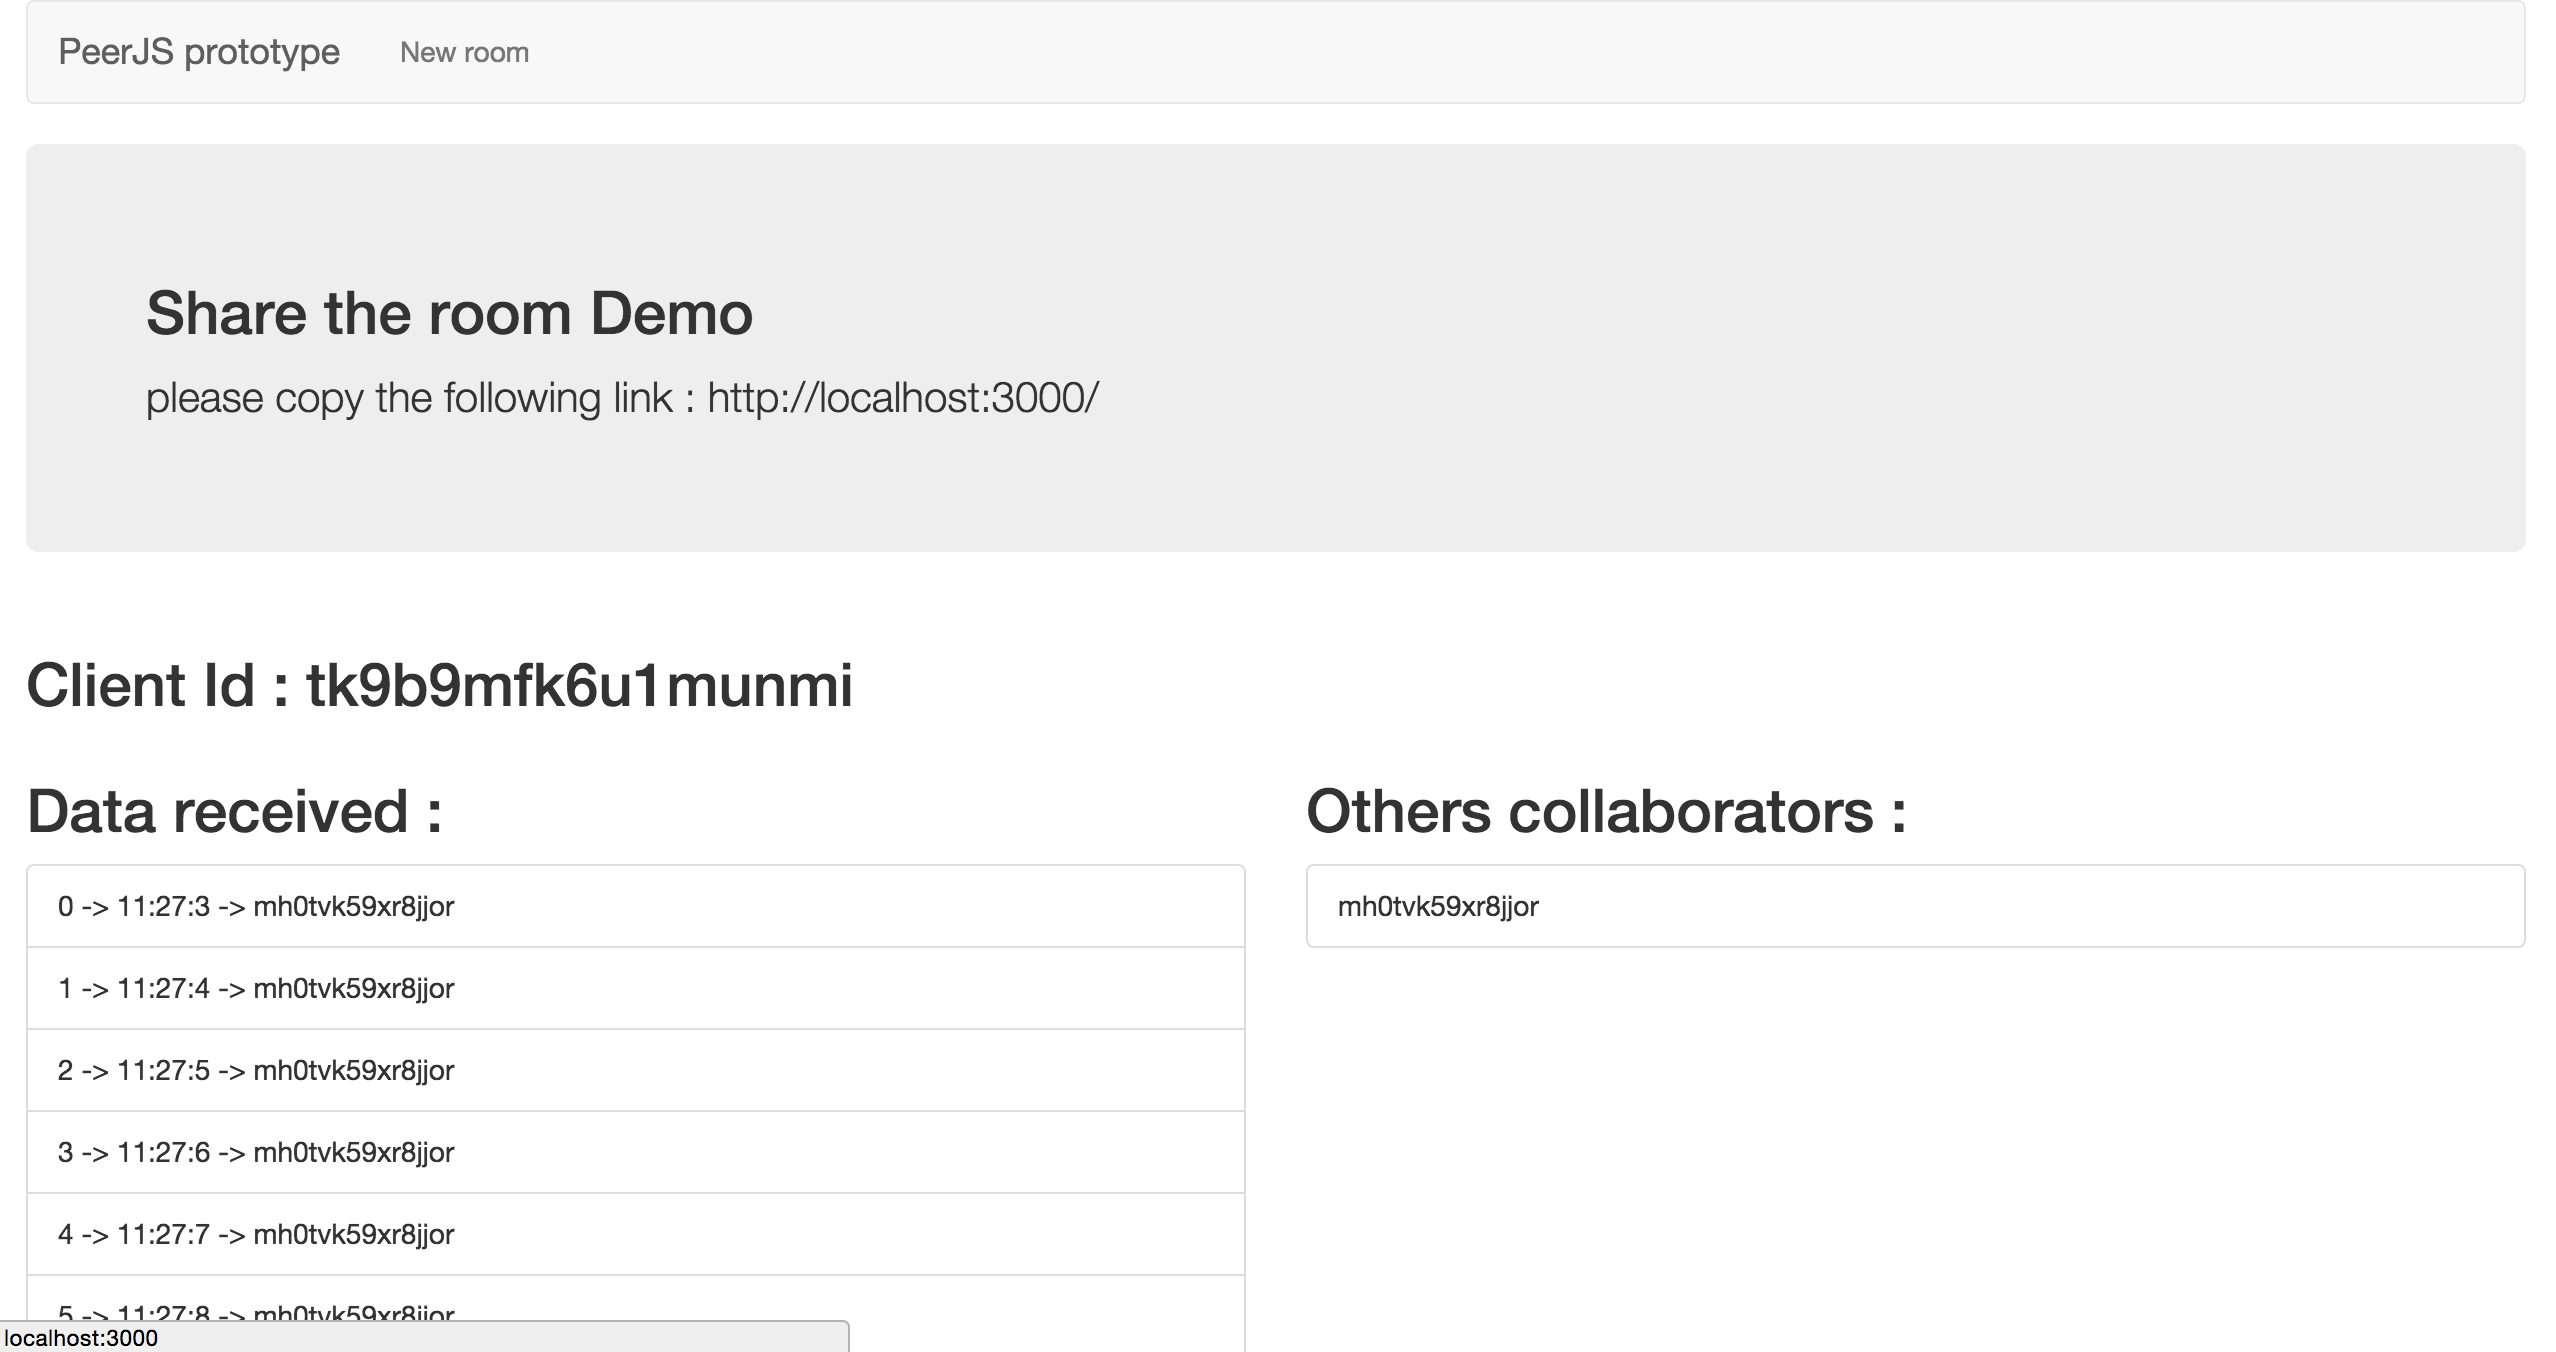 PeerJS prototype New room
Share the room Demo
please copy the following link : http://localhost:3000/
Client Id : tk9b9mfk6u1munmi
Data received :
0 -> 11:27:3 -> mh0tvk59xr8jjor
1 -> 11:27:4 -> mh0tvk59xr8jjor
2 -> 11:27:5 -> mh0tvk59xr8jjor
3 -> 11:27:6 -> mh0tvk59xr8jjor
4 -> 11:27:7 -> mh0tvk59xr8jjor
5 -> 11:27:8 -> mh0tvk59xr8jjor
Others collaborators :
mh0tvk59xr8jjor
localhost:3000